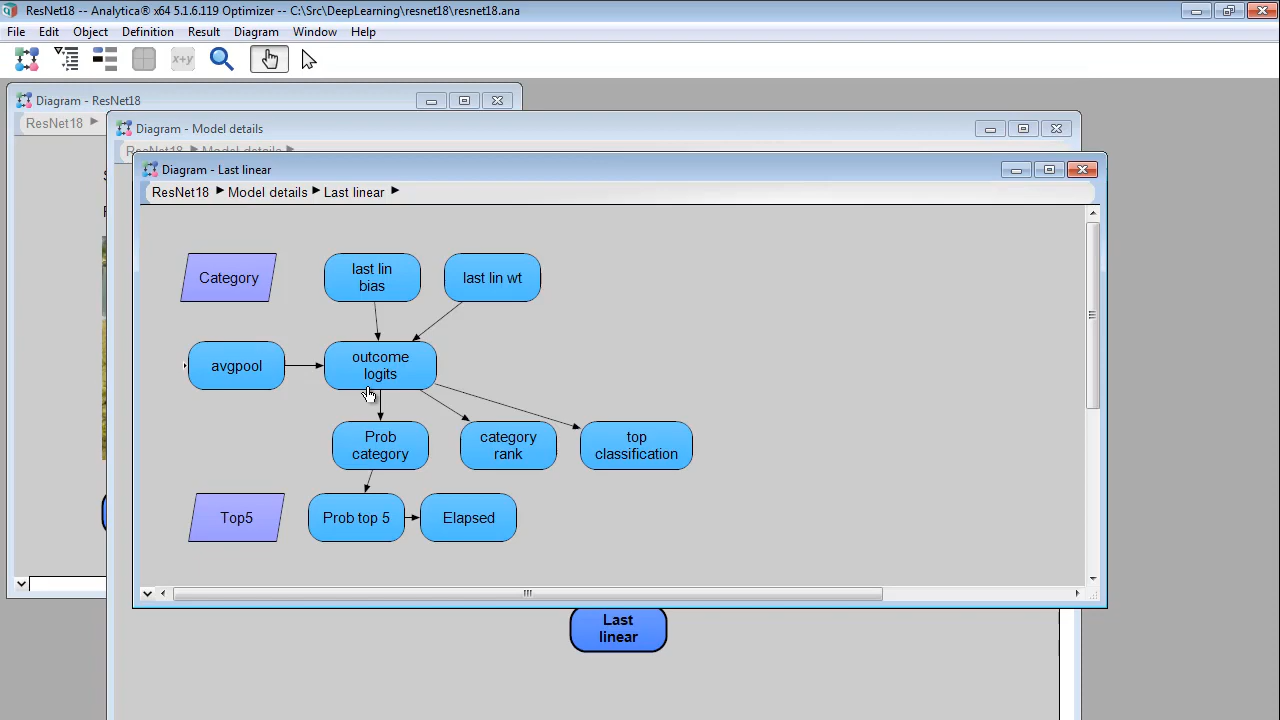 ResNet18 -- Analytica® x64 5.1.6.119 Optimizer -- C:\Src\DeepLearning\resnet18\resnet18.ana
File Edit Object Definition Result Diagram Window Help
x+y
Diagram - ResNet18
ResNet18
Diagram - Model details
ResNet18 Model details
Diagram - Last linear
ResNet18 Model details Last linear
Category
last lin
bias
last lin wt
avgpool
outcome
logits
Prob
category
category
rank
top
classification
Top5
Prob top 5
Elapsed
Last
linear